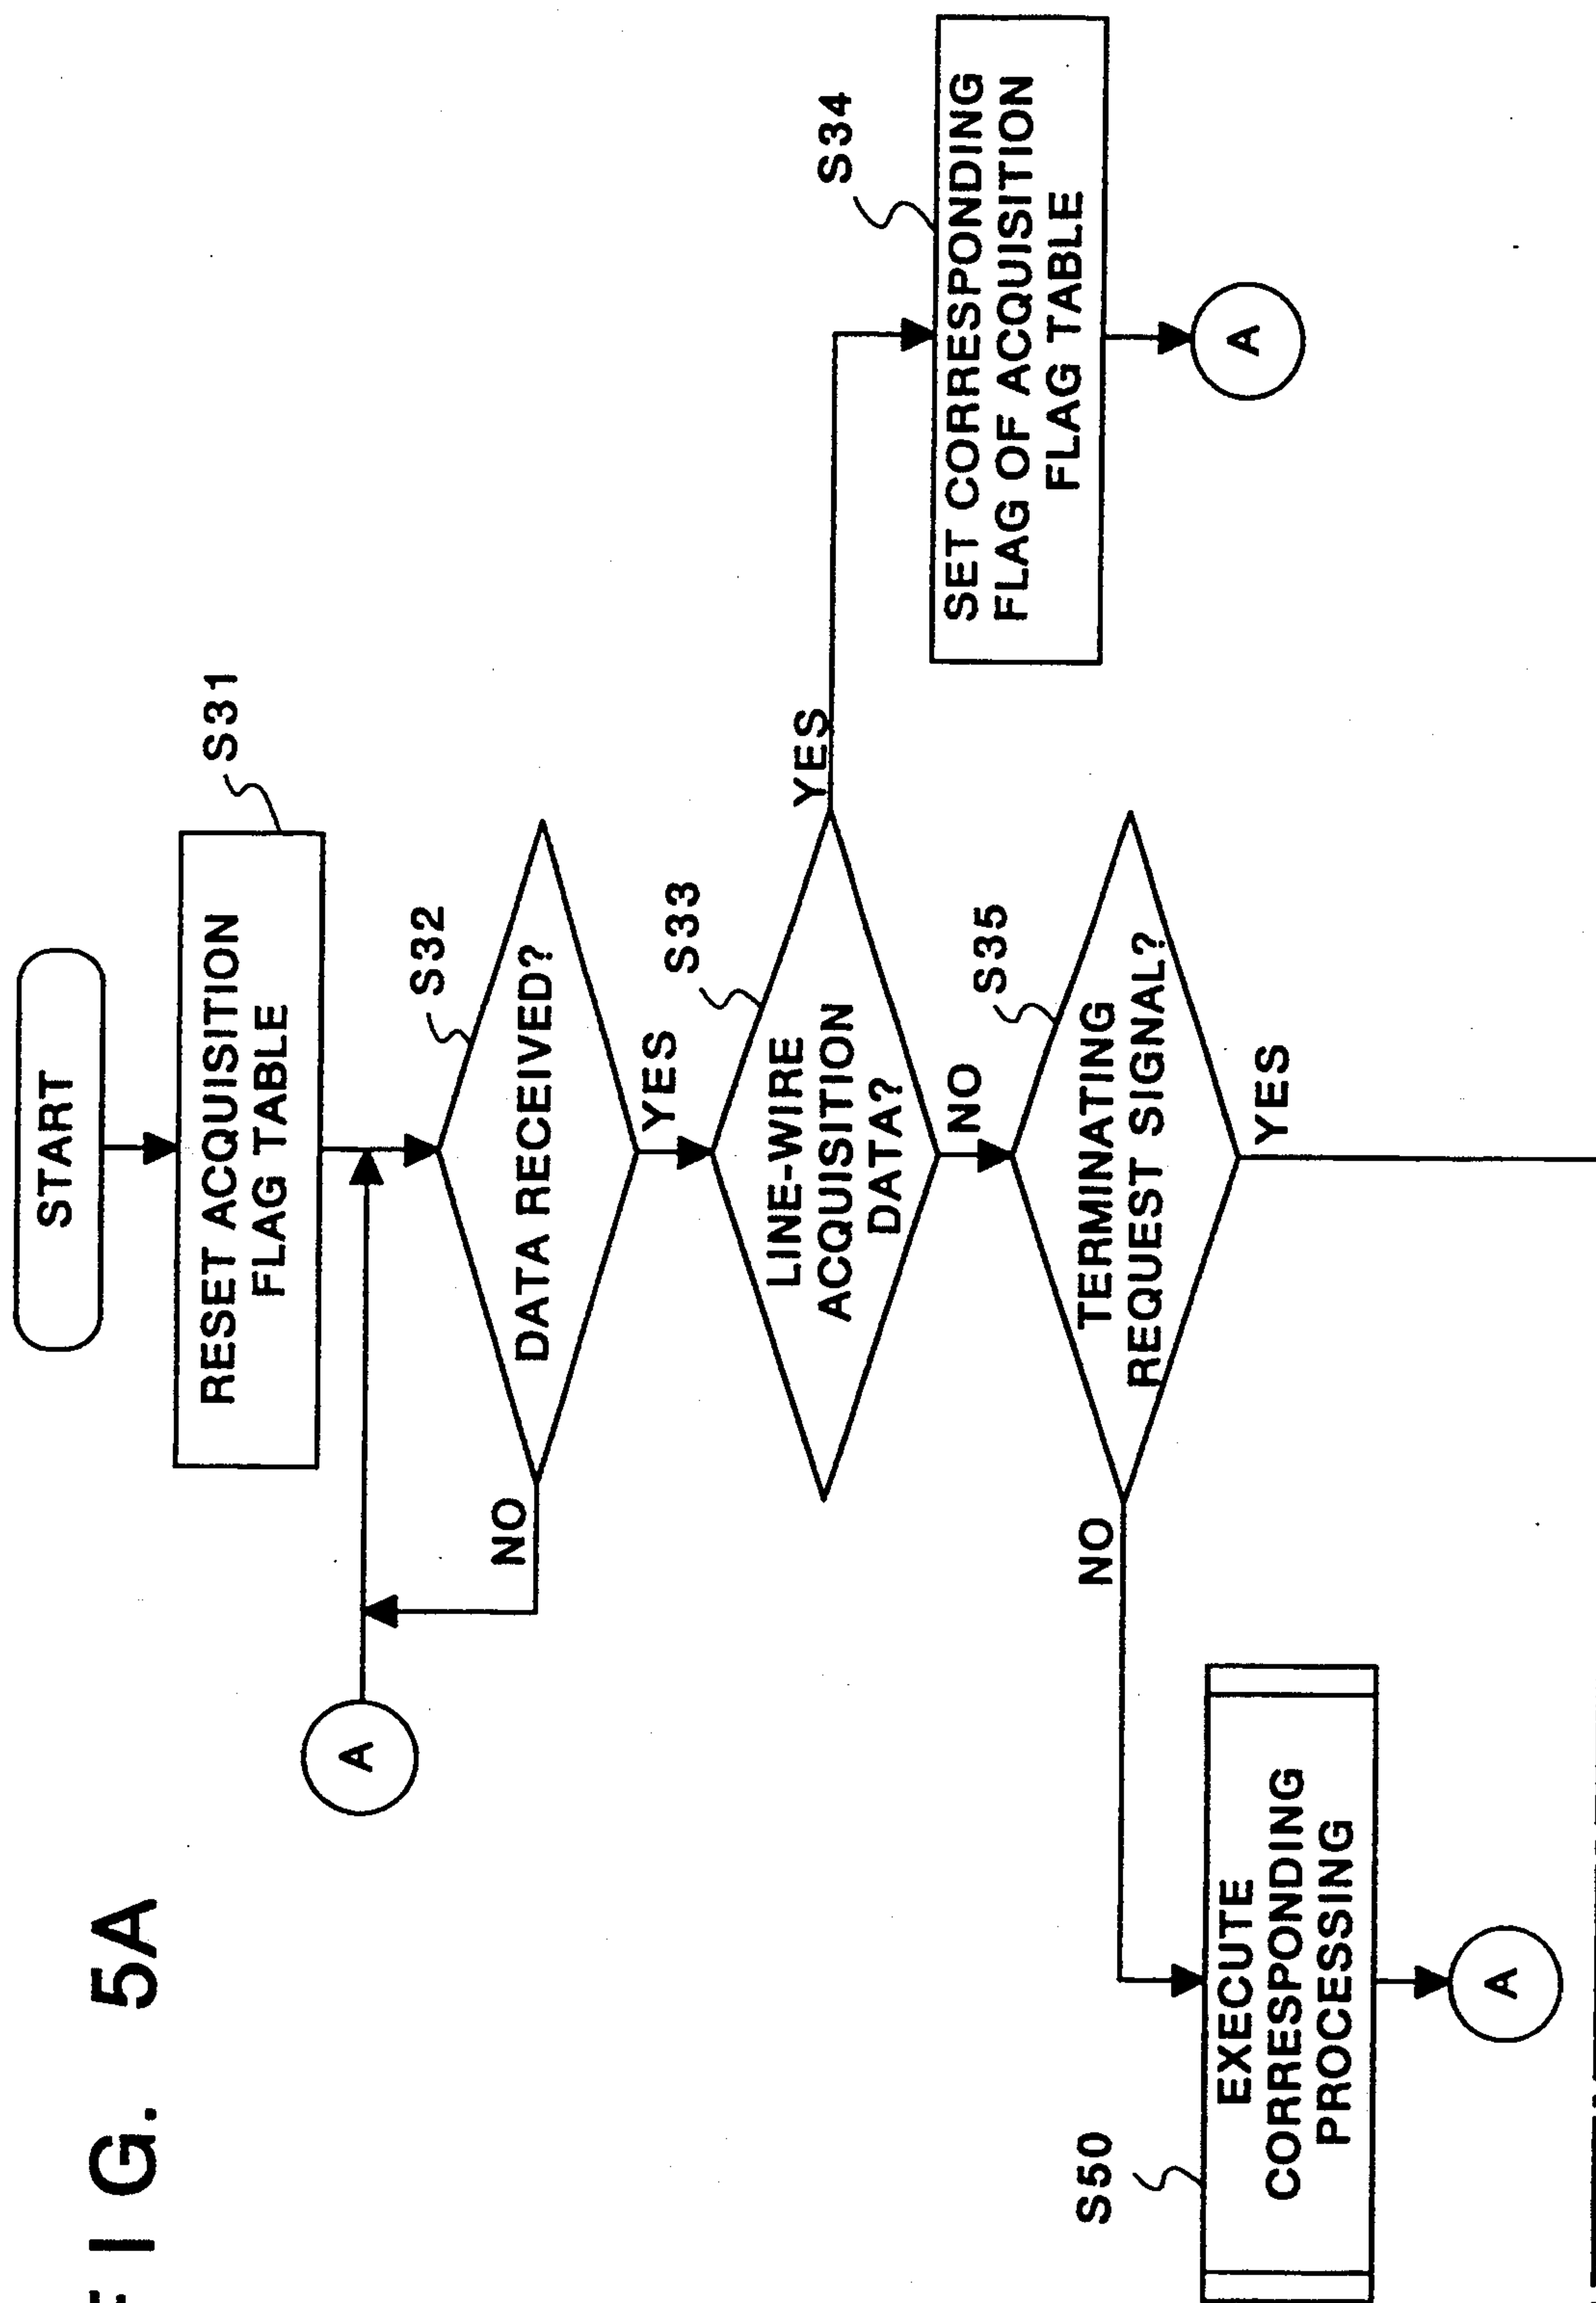 FIG. 5A
START
RESET ACQUISITION
FLAG TABLE
S31
A
DATA RECEIVED?
S32
NO
YES
LINE-WIRE
ACQUISITION
DATA?
S33
YES
NO
SET CORRESPONDING
FLAG OF ACQUISITION
FLAG TABLE
S34
A
TERMINATING
REQUEST SIGNAL?
S35
NO
YES
EXECUTE
CORRESPONDING
PROCESSING
S50
A